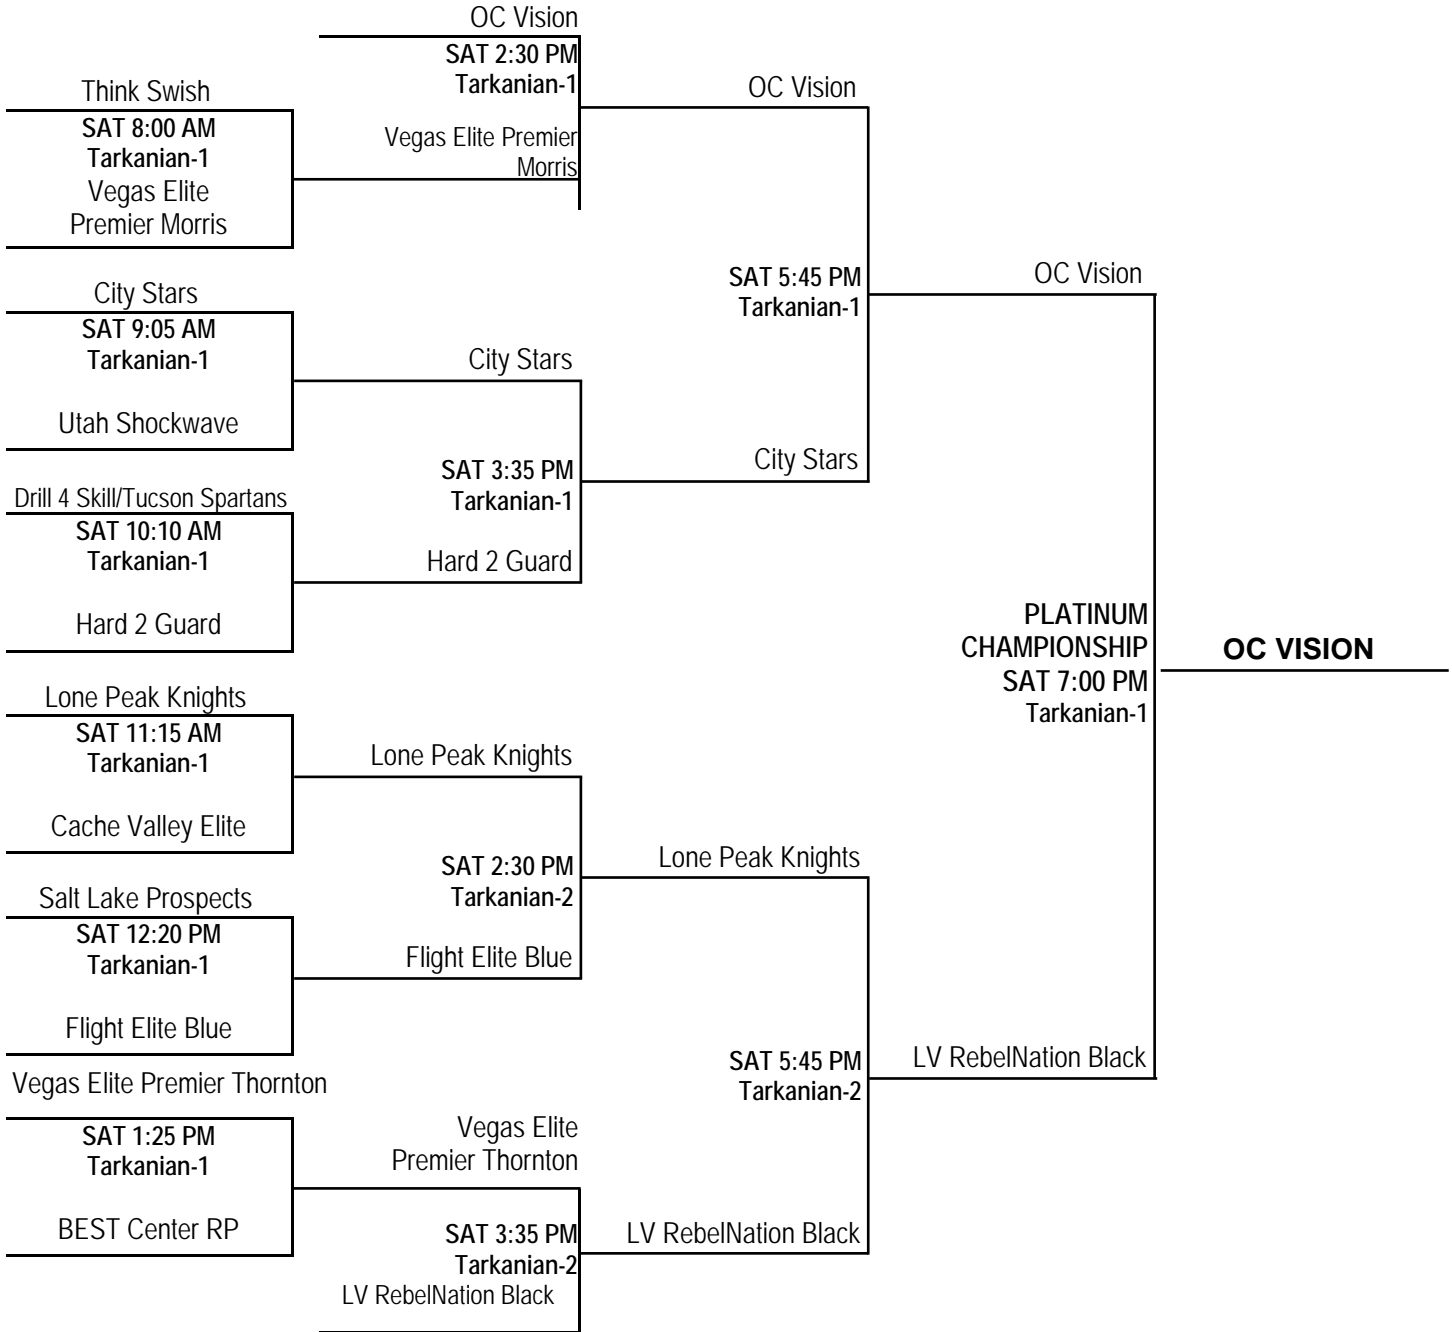 OC Vision
SAT 2:30 PM
Tarkanian-1
Vegas Elite Premier
Morris
Think Swish
SAT 8:00 AM
Tarkanian-1
Vegas Elite
Premier Morris
OC Vision
City Stars
SAT 9:05 AM
Tarkanian-1
Utah Shockwave
SAT 5:45 PM
Tarkanian-1
OC Vision
City Stars
SAT 3:35 PM
Tarkanian-1
Hard 2 Guard
City Stars
Drill 4 Skill/Tucson Spartans
SAT 10:10 AM
Tarkanian-1
Hard 2 Guard
PLATINUM
CHAMPIONSHIP
SAT 7:00 PM
Tarkanian-1
OC VISION
Lone Peak Knights
SAT 11:15 AM
Tarkanian-1
Cache Valley Elite
Lone Peak Knights
SAT 2:30 PM
Tarkanian-2
Flight Elite Blue
Lone Peak Knights
Salt Lake Prospects
SAT 12:20 PM
Tarkanian-1
Flight Elite Blue
SAT 5:45 PM
Tarkanian-2
LV RebelNation Black
Vegas Elite Premier Thornton
SAT 1:25 PM
Tarkanian-1
BEST Center RP
Vegas Elite
Premier Thornton
SAT 3:35 PM
Tarkanian-2
LV RebelNation Black
LV RebelNation Black